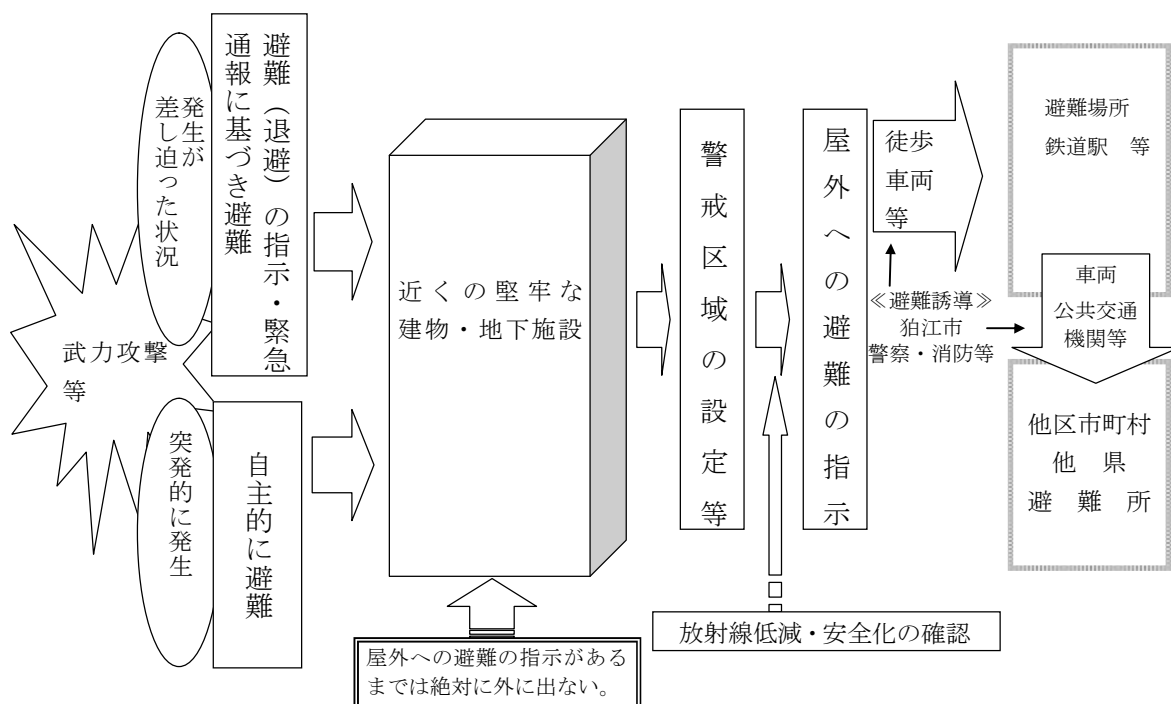 武力攻撃
等
発生が
差し迫った状況
避難（退避）の指示・緊急
通報に基づき避難
突発的に発生
自主的に避難
近くの堅牢な
建物・地下施設
屋外への避難の指示がある
までは絶対に外に出ない。
警戒区域の設定等
放射線低減・安全化の確認
屋外への避難の指示
徒歩
車両
等
≪避難誘導≫
狛江市
警察・消防等
避難場所
鉄道駅　等
車両
公共交通
機関等
他区市町村
他　県
避　難　所